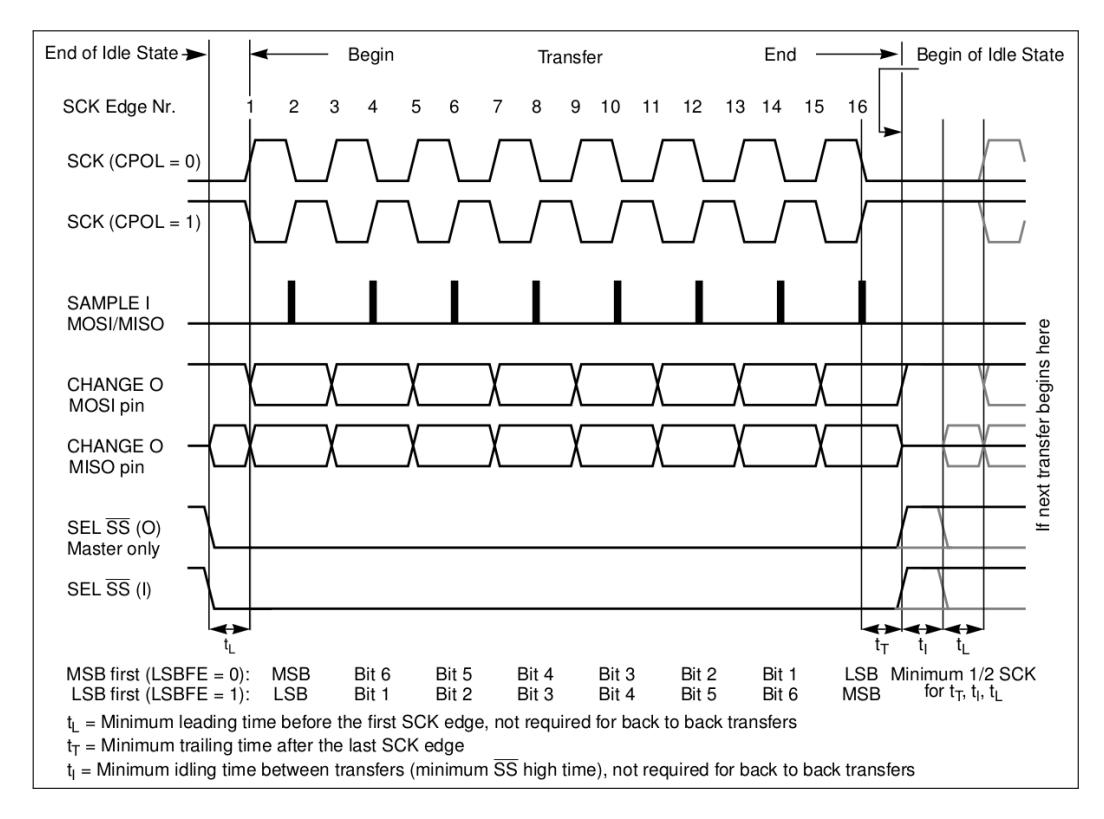 End of Idle State Begin Transfer End Begin of Idle State
SCK Edge Nr. 1 2 3 4 5 6 7 8 9 10 11 12 13 14 15 16
SCK (CPOL = 0)
SCK (CPOL = 1)
SAMPLE I
MOSI/MISO
CHANGE O
MOSI pin
CHANGE O
MISO pin
SEL S̅S̅ (O)
Master only
SEL S̅S̅ (I)
If next transfer begins here
tL tT tI tL
MSB first (LSBFE = 0): MSB Bit 6 Bit 5 Bit 4 Bit 3 Bit 2 Bit 1 LSB Minimum 1/2 SCK
LSB first (LSBFE = 1): LSB Bit 1 Bit 2 Bit 3 Bit 4 Bit 5 Bit 6 MSB for tT, tI, tL
tL = Minimum leading time before the first SCK edge, not required for back to back transfers
tT = Minimum trailing time after the last SCK edge
tI = Minimum idling time between transfers (minimum S̅S̅ high time), not required for back to back transfers